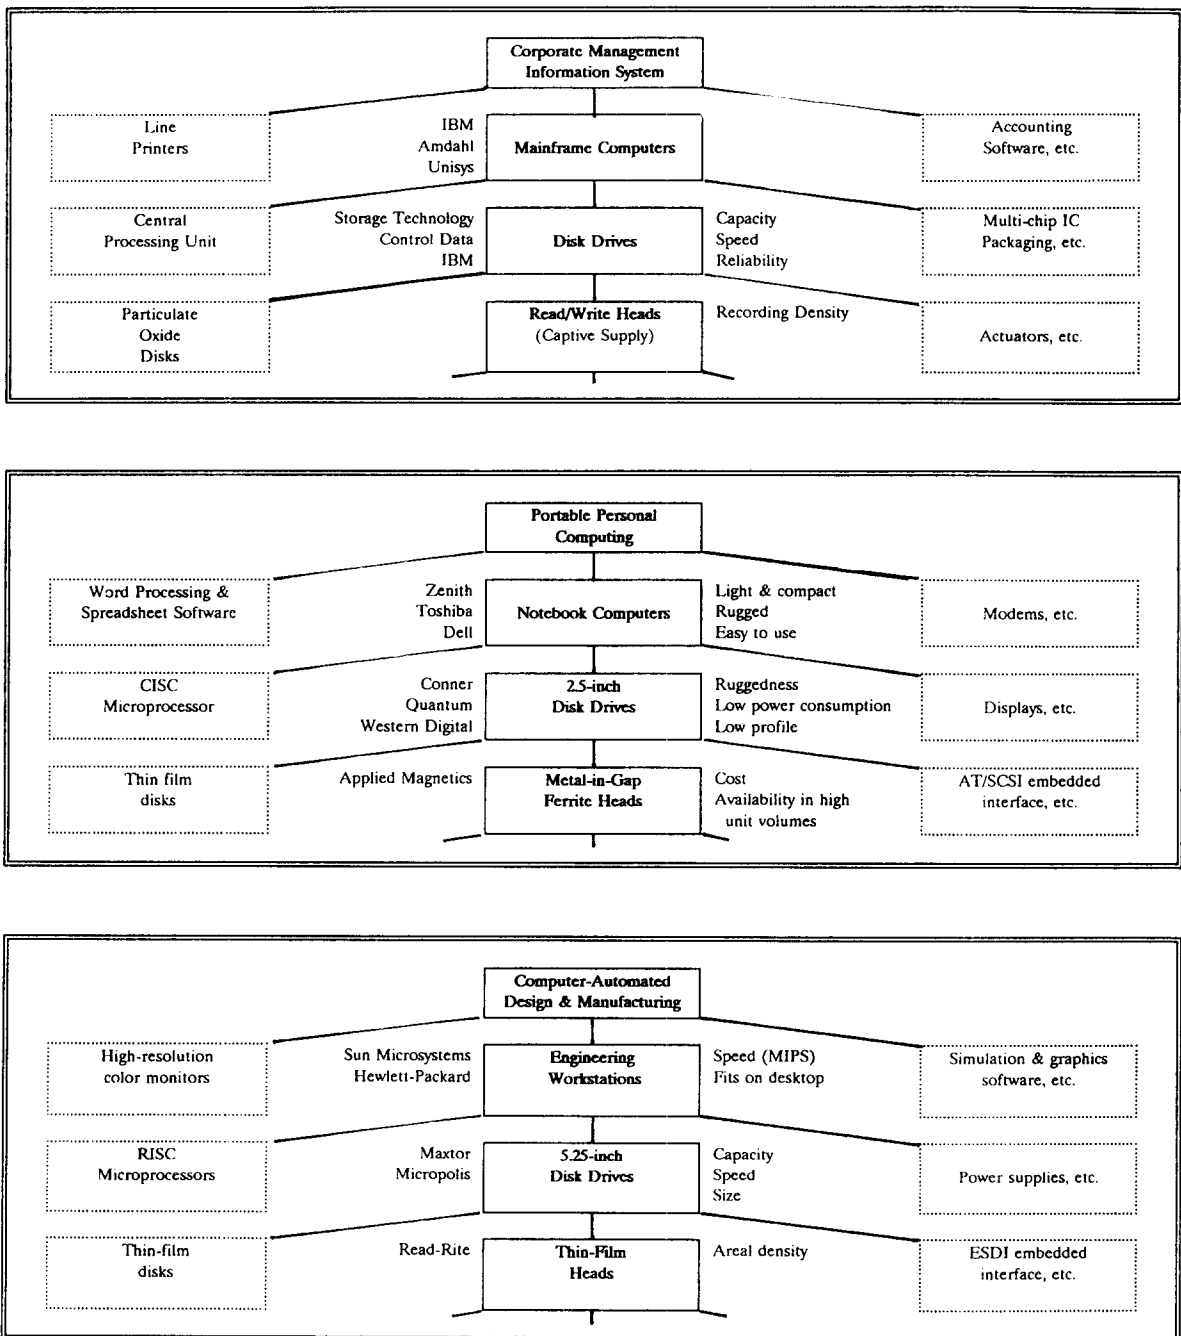 Corporate Management
Information System
Line
Printers
IBM
Amdahl
Unisys
Mainframe Computers
Accounting
Software, etc.
Central
Processing Unit
Storage Technology
Control Data
IBM
Disk Drives
Capacity
Speed
Reliability
Multi-chip IC
Packaging, etc.
Particulate
Oxide
Disks
Read/Write Heads
(Captive Supply)
Recording Density
Actuators, etc.
Portable Personal
Computing
Word Processing &
Spreadsheet Software
Zenith
Toshiba
Dell
Notebook Computers
Light & compact
Rugged
Easy to use
Modems, etc.
CISC
Microprocessor
Conner
Quantum
Western Digital
2.5-inch
Disk Drives
Ruggedness
Low power consumption
Low profile
Displays, etc.
Thin film
disks
Applied Magnetics
Metal-in-Gap
Ferrite Heads
Cost
Availability in high
unit volumes
AT/SCSI embedded
interface, etc.
Computer-Automated
Design & Manufacturing
High-resolution
color monitors
Sun Microsystems
Hewlett-Packard
Engineering
Workstations
Speed (MIPS)
Fits on desktop
Simulation & graphics
software, etc.
RISC
Microprocessors
Maxtor
Micropolis
5.25-inch
Disk Drives
Capacity
Speed
Size
Power supplies, etc.
Thin-film
disks
Read-Rite
Thin-Film
Heads
Areal density
ESDI embedded
interface, etc.